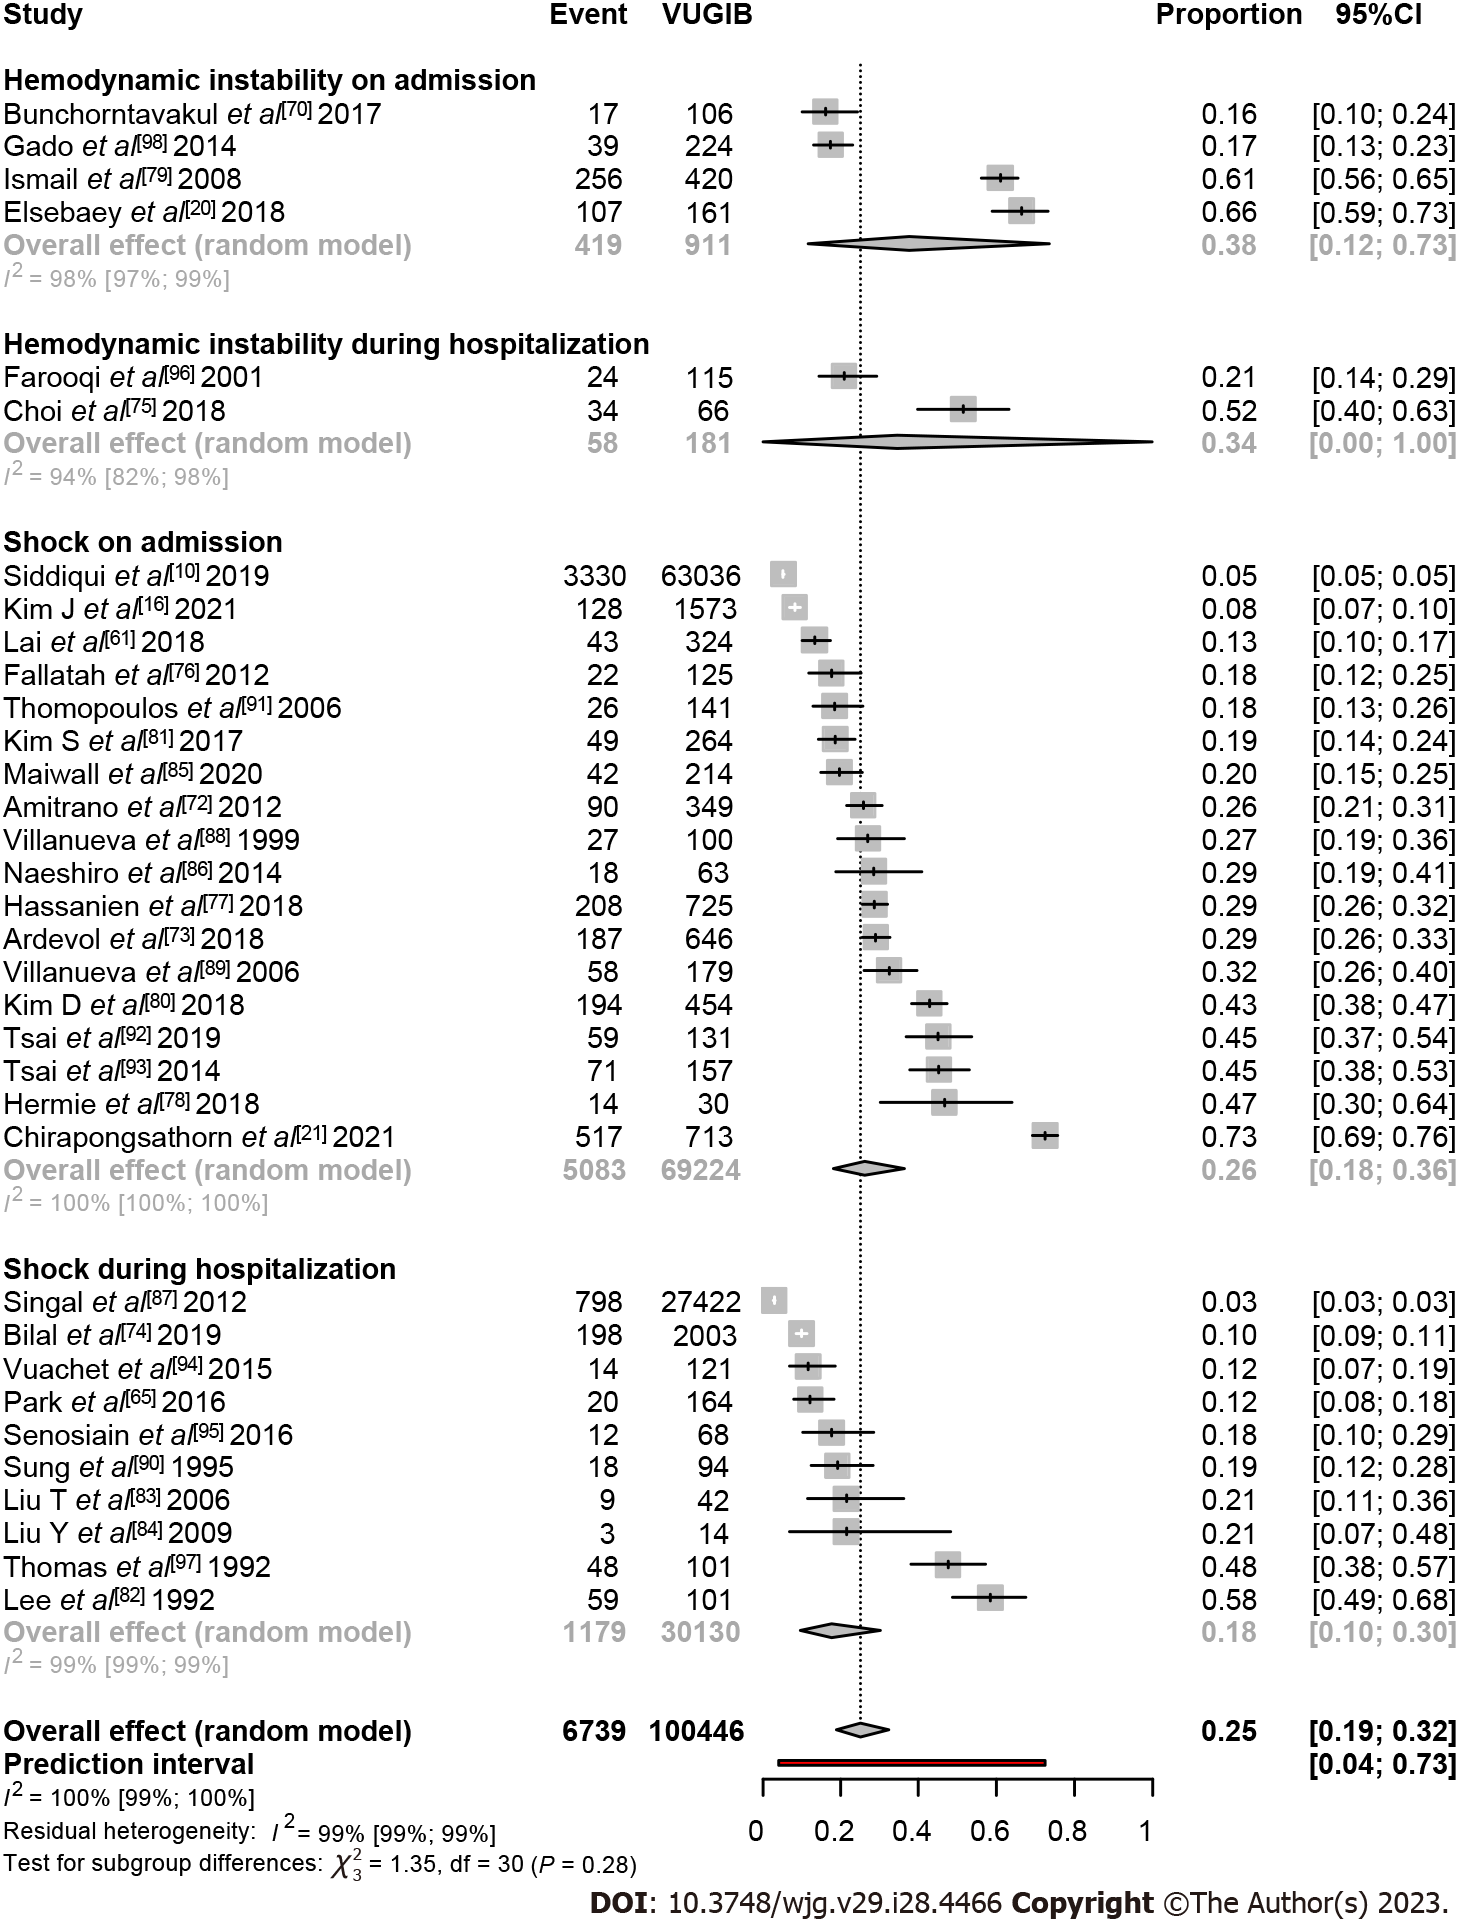 Study Event VUGIB Proportion 95%CI
Hemodynamic instability on admission
Bunchorntavakul et al[70] 2017 17 106 0.16 [0.10; 0.24]
Gado et al[98] 2014 39 224 0.17 [0.13; 0.23]
Ismail et al[79] 2008 256 420 0.61 [0.56; 0.65]
Elsebaey et al[20] 2018 107 161 0.66 [0.59; 0.73]
Overall effect (random model) 419 911 0.38 [0.12; 0.73]
I² = 98% [97%; 99%]
Hemodynamic instability during hospitalization
Farooqi et al[96] 2001 24 115 0.21 [0.14; 0.29]
Choi et al[75] 2018 34 66 0.52 [0.40; 0.63]
Overall effect (random model) 58 181 0.34 [0.00; 1.00]
I² = 94% [82%; 98%]
Shock on admission
Siddiqui et al[10] 2019 3330 63036 0.05 [0.05; 0.05]
Kim J et al[16] 2021 128 1573 0.08 [0.07; 0.10]
Lai et al[61] 2018 43 324 0.13 [0.10; 0.17]
Fallatah et al[76] 2012 22 125 0.18 [0.12; 0.25]
Thomopoulos et al[91] 2006 26 141 0.18 [0.13; 0.26]
Kim S et al[81] 2017 49 264 0.19 [0.14; 0.24]
Maiwall et al[85] 2020 42 214 0.20 [0.15; 0.25]
Amitrano et al[72] 2012 90 349 0.26 [0.21; 0.31]
Villanueva et al[88] 1999 27 100 0.27 [0.19; 0.36]
Naeshiro et al[86] 2014 18 63 0.29 [0.19; 0.41]
Hassanien et al[77] 2018 208 725 0.29 [0.26; 0.32]
Ardevol et al[73] 2018 187 646 0.29 [0.26; 0.33]
Villanueva et al[89] 2006 58 179 0.32 [0.26; 0.40]
Kim D et al[80] 2018 194 454 0.43 [0.38; 0.47]
Tsai et al[92] 2019 59 131 0.45 [0.37; 0.54]
Tsai et al[93] 2014 71 157 0.45 [0.38; 0.53]
Hermie et al[78] 2018 14 30 0.47 [0.30; 0.64]
Chirapongsathorn et al[21] 2021 517 713 0.73 [0.69; 0.76]
Overall effect (random model) 5083 69224 0.26 [0.18; 0.36]
I² = 100% [100%; 100%]
Shock during hospitalization
Singal et al[87] 2012 798 27422 0.03 [0.03; 0.03]
Bilal et al[74] 2019 198 2003 0.10 [0.09; 0.11]
Vuachet et al[94] 2015 14 121 0.12 [0.07; 0.19]
Park et al[65] 2016 20 164 0.12 [0.08; 0.18]
Senosiain et al[95] 2016 12 68 0.18 [0.10; 0.29]
Sung et al[90] 1995 18 94 0.19 [0.12; 0.28]
Liu T et al[83] 2006 9 42 0.21 [0.11; 0.36]
Liu Y et al[84] 2009 3 14 0.21 [0.07; 0.48]
Thomas et al[97] 1992 48 101 0.48 [0.38; 0.57]
Lee et al[82] 1992 59 101 0.58 [0.49; 0.68]
Overall effect (random model) 1179 30130 0.18 [0.10; 0.30]
I² = 99% [99%; 99%]
Overall effect (random model) 6739 100446 0.25 [0.19; 0.32]
Prediction interval [0.04; 0.73]
I² = 100% [99%; 100%]
Residual heterogeneity: I² = 99% [99%; 99%]
0 0.2 0.4 0.6 0.8 1
Test for subgroup differences: χ²₃ = 1.35, df = 30 (P = 0.28)
DOI: 10.3748/wjg.v29.i28.4466 Copyright ©The Author(s) 2023.